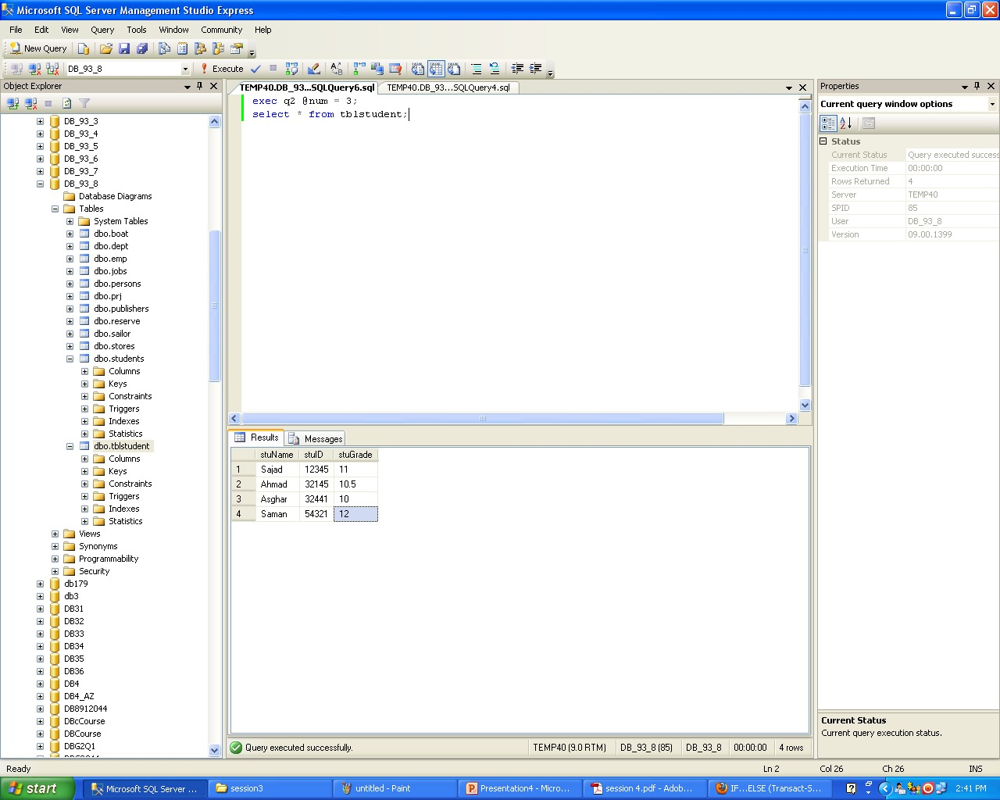 Microsoft SQL Server Management Studio Express
File Edit View Query Tools Window Community Help
New Query
DB_93_8 Execute
Object Explorer
DB_93_3
DB_93_4
DB_93_5
DB_93_6
DB_93_7
DB_93_8
Database Diagrams
Tables
System Tables
dbo.boat
dbo.dept
dbo.emp
dbo.jobs
dbo.persons
dbo.prj
dbo.publishers
dbo.reserve
dbo.sailor
dbo.stores
dbo.students
Columns
Keys
Constraints
Triggers
Indexes
Statistics
dbo.tblstudent
Columns
Keys
Constraints
Triggers
Indexes
Statistics
Views
Synonyms
Programmability
Security
db179
db3
DB31
DB32
DB33
DB34
DB35
DB36
DB4
DB4_AZ
DB8912044
DBcCourse
DBCourse
DBG2Q1
TEMP40.DB_93...SQLQuery6.sql TEMP40.DB_93...SQLQuery4.sql
exec q2 @num = 3;
select * from tblstudent;
Results Messages
stuName stuID stuGrade
1 Sajad 12345 11
2 Ahmad 32145 10.5
3 Asghar 32441 10
4 Saman 54321 12
Query executed successfully. TEMP40 (9.0 RTM) DB_93_8 (85) DB_93_8 00:00:00 4 rows
Properties
Current query window options
Status
Current Status Query executed success
Execution Time 00:00:00
Rows Returned 4
Server TEMP40
SPID 85
User DB_93_8
Version 09.00.1399
Current Status
Current query execution status.
Ready Ln 2 Col 26 Ch 26 INS
start Microsoft SQL Server ... session3 untitled - Paint Presentation4 - Micro... session 4.pdf - Adob... IF...ELSE (Transact-S... 2:41 PM